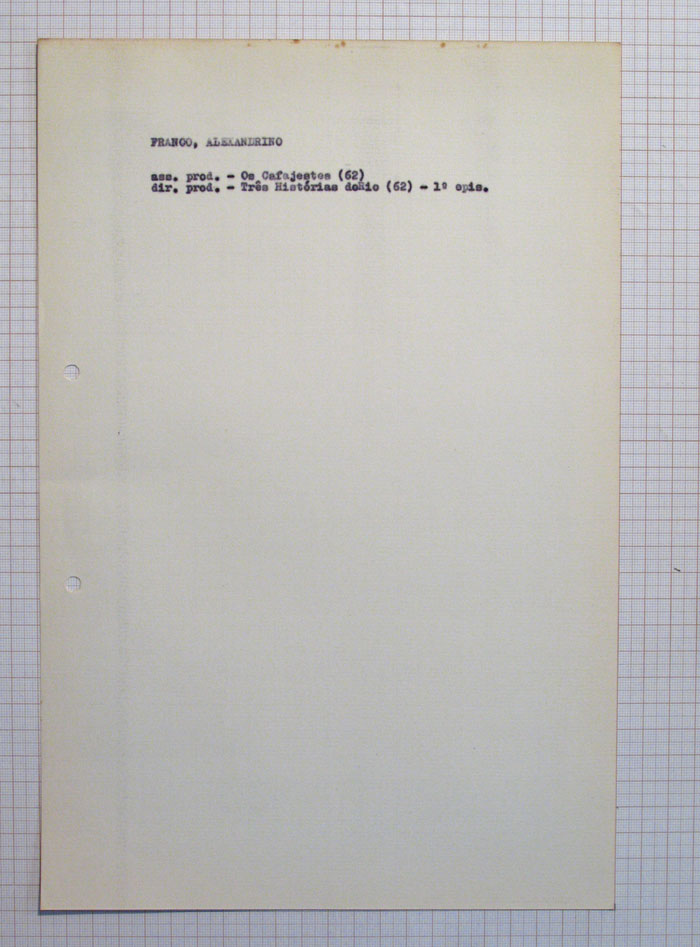 FRANCO, ALEXANDRINO
ass. prod. - Os Cafajestes (62)
dir. prod. - Três Histórias doRio (62) - 1º epis.